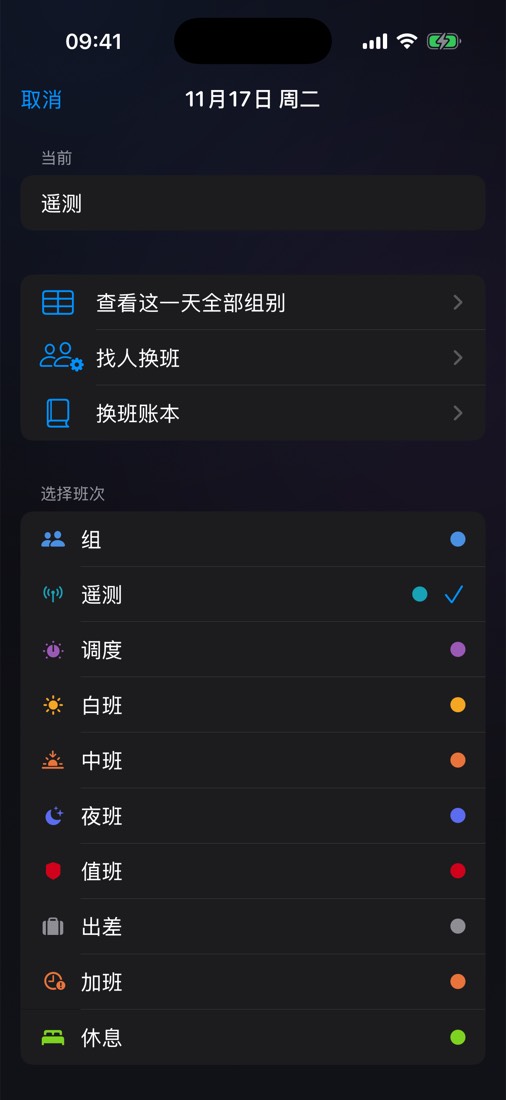 09:41
取消
11月17日 周二
当前
遥测
查看这一天全部组别
找人换班
换班账本
选择班次
组
遥测
调度
白班
中班
夜班
值班
出差
加班
休息